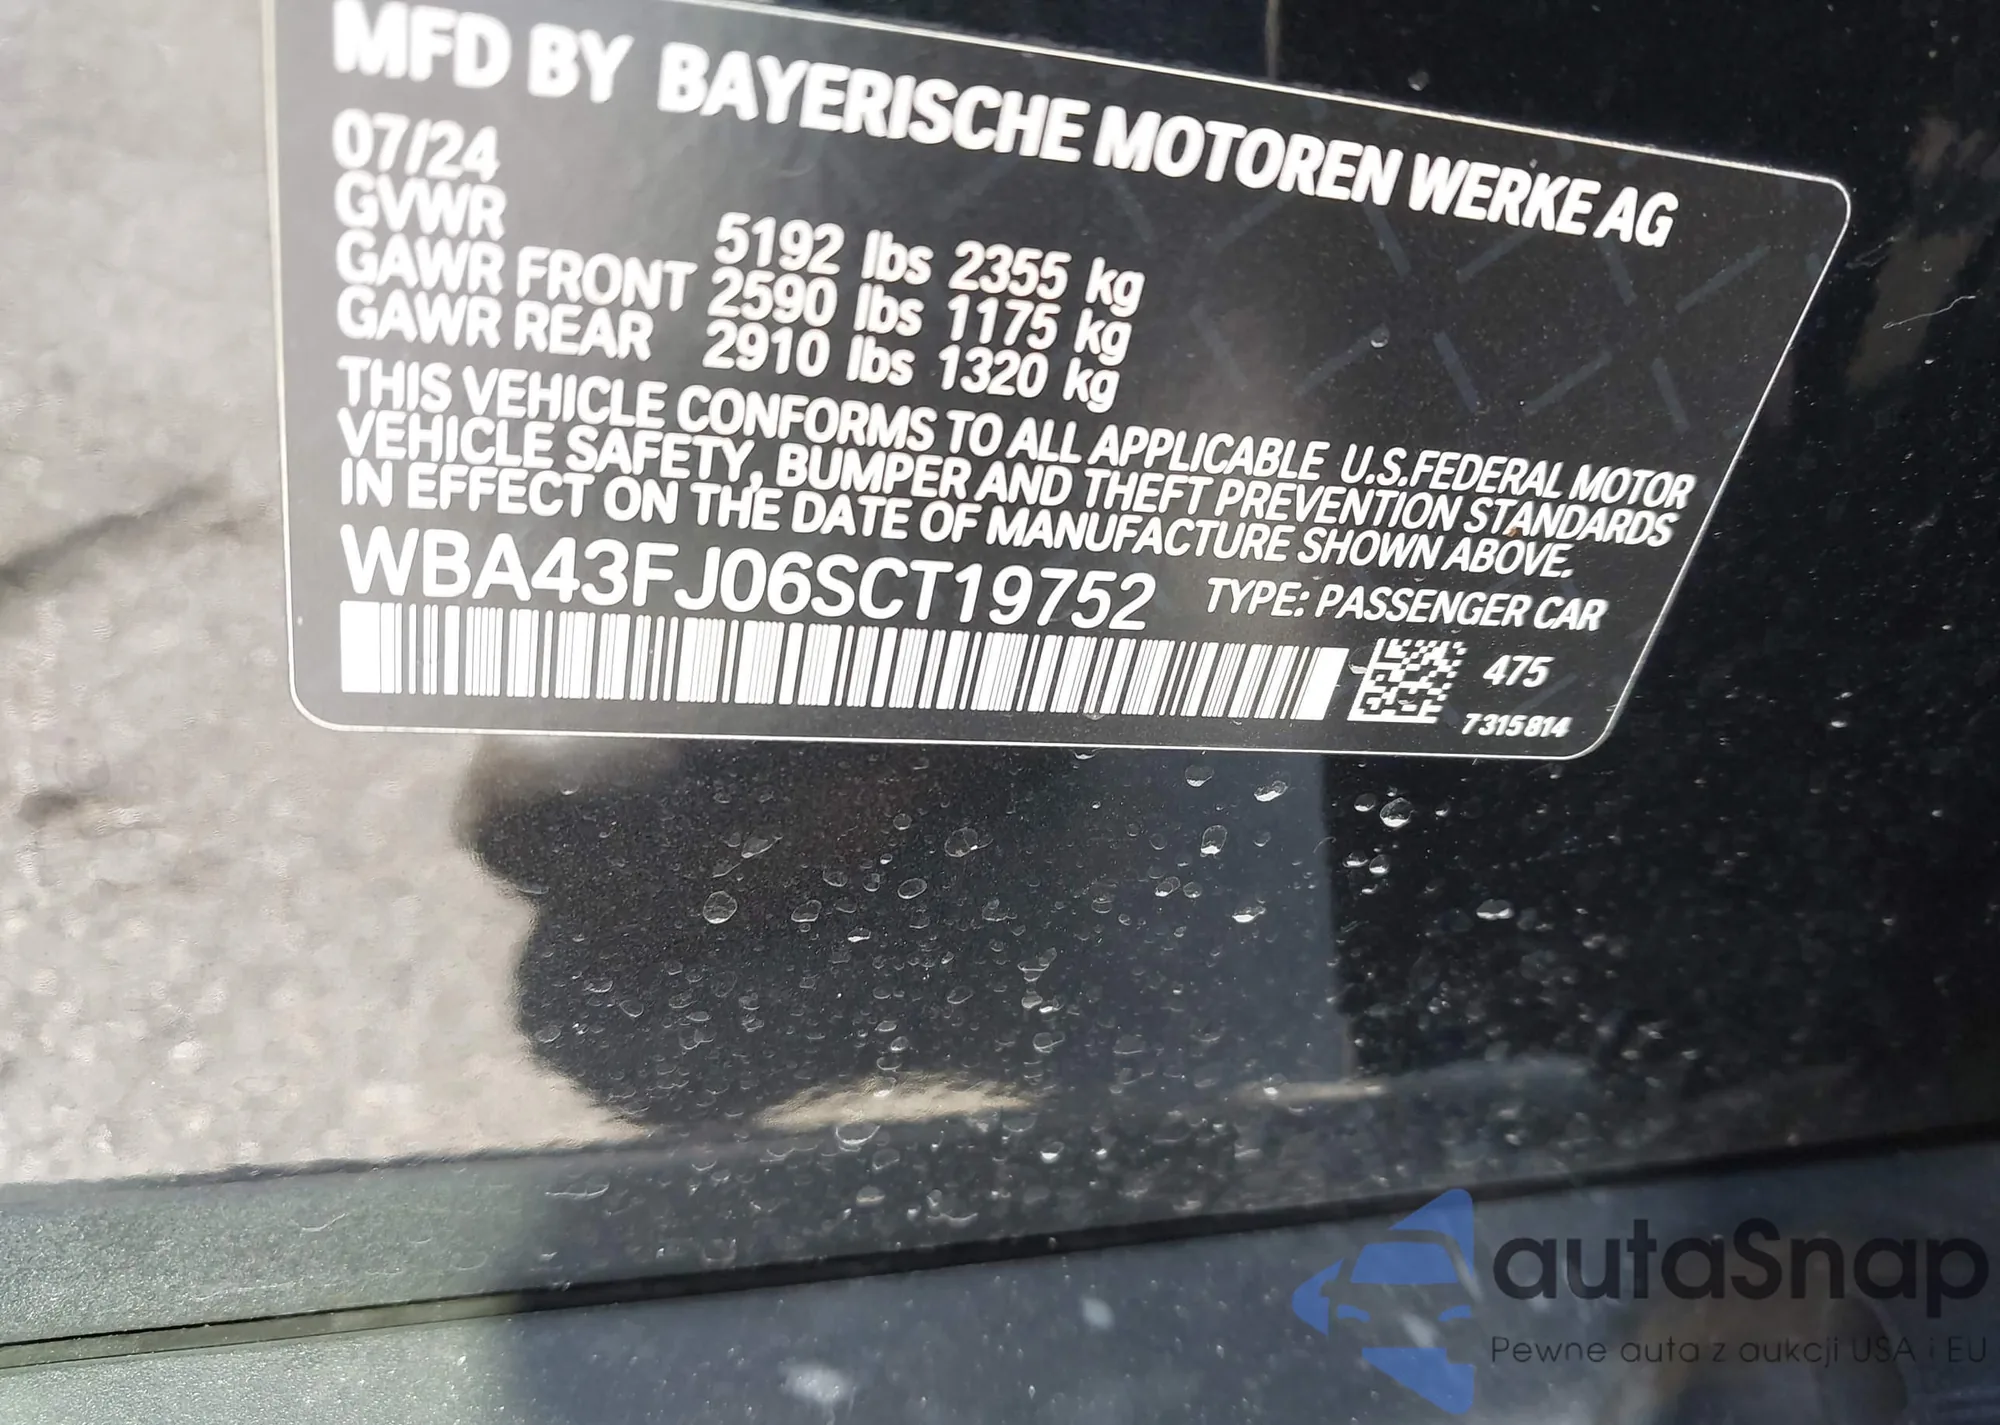 MFD BY BAYERISCHE MOTOREN WERKE AG
07/24
GVWR 5192 lbs 2355 kg
GAWR FRONT 2590 lbs 1175 kg
GAWR REAR 2910 lbs 1320 kg
THIS VEHICLE CONFORMS TO ALL APPLICABLE U.S.FEDERAL MOTOR
VEHICLE SAFETY, BUMPER AND THEFT PREVENTION STANDARDS
IN EFFECT ON THE DATE OF MANUFACTURE SHOWN ABOVE.
WBA43FJ06SCT19752 TYPE: PASSENGER CAR
475
7315814
autaSnap
Pewne auta z aukcji USA i EU